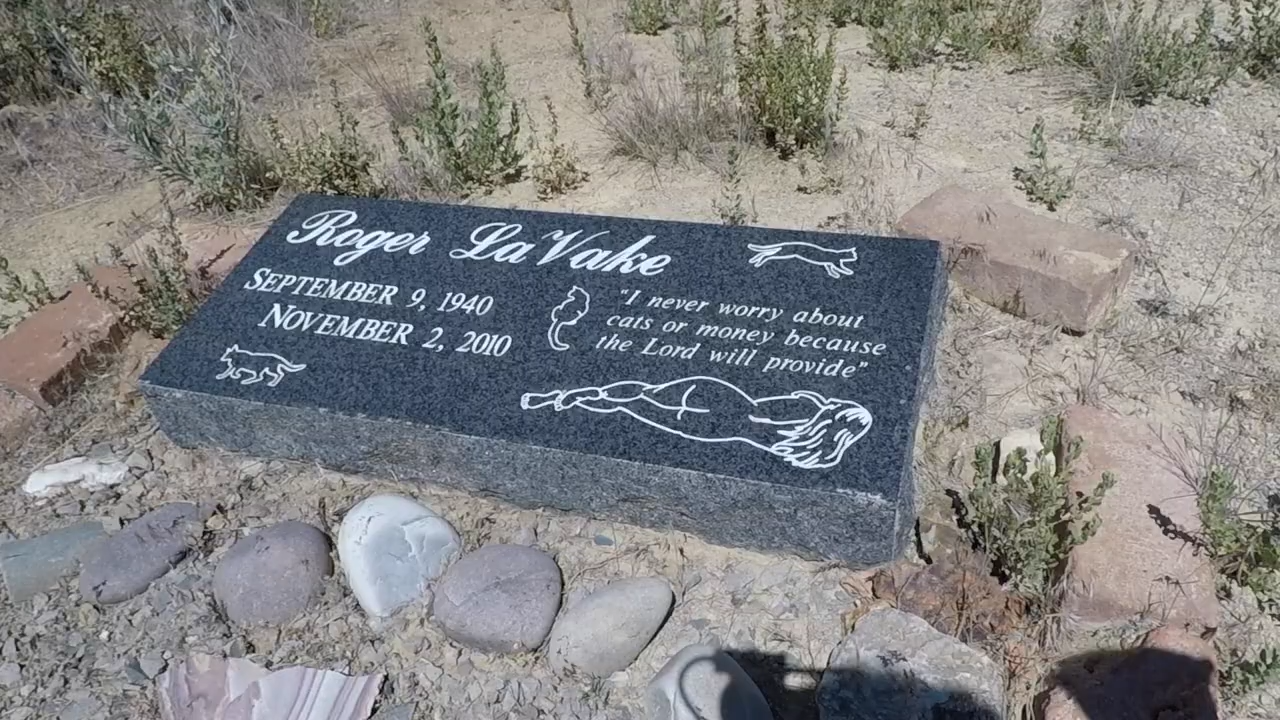 Roger LaVake
SEPTEMBER 9, 1940
NOVEMBER 2, 2010
"I never worry about
cats or money because
the Lord will provide"